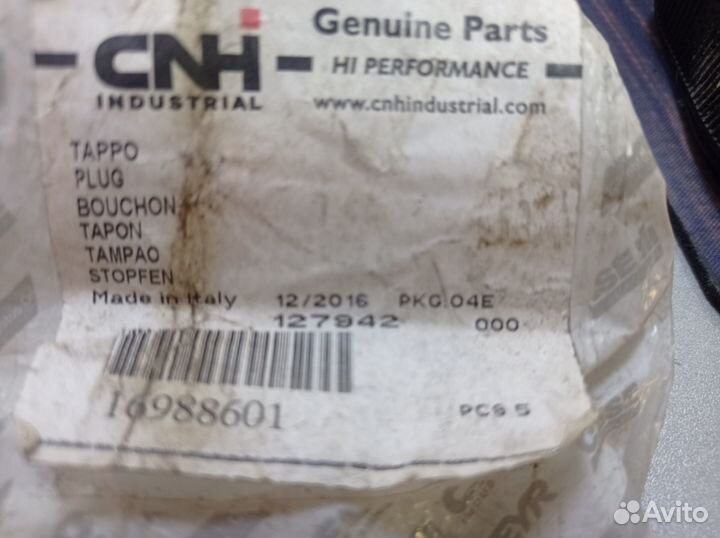 CNH
INDUSTRIAL
Genuine Parts
HI PERFORMANCE
www.cnhindustrial.com
TAPPO
PLUG
BOUCHON
TAPON
TAMPAO
STOPFEN
Made in Italy 12/2016 PKG.04E
127942 000
16988601
PCS 5
Avito